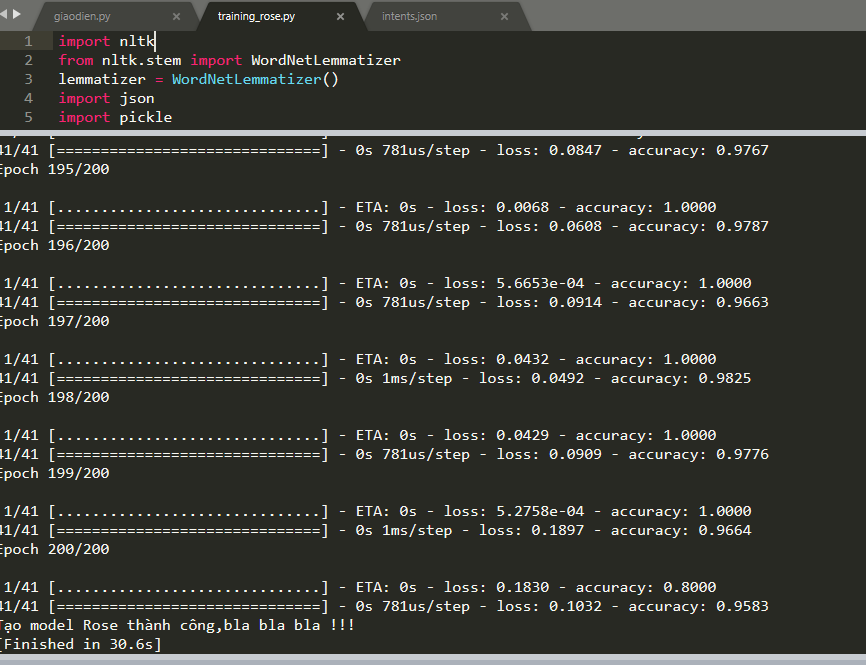 giaodien.py × training_rose.py × intents.json ×
1 import nltk
2 from nltk.stem import WordNetLemmatizer
3 lemmatizer = WordNetLemmatizer()
4 import json
5 import pickle
41/41 [==============================] - 0s 781us/step - loss: 0.0847 - accuracy: 0.9767
Epoch 195/200
1/41 [..............................] - ETA: 0s - loss: 0.0068 - accuracy: 1.0000
41/41 [==============================] - 0s 781us/step - loss: 0.0608 - accuracy: 0.9787
Epoch 196/200
1/41 [..............................] - ETA: 0s - loss: 5.6653e-04 - accuracy: 1.0000
41/41 [==============================] - 0s 781us/step - loss: 0.0914 - accuracy: 0.9663
Epoch 197/200
1/41 [..............................] - ETA: 0s - loss: 0.0432 - accuracy: 1.0000
41/41 [==============================] - 0s 1ms/step - loss: 0.0492 - accuracy: 0.9825
Epoch 198/200
1/41 [..............................] - ETA: 0s - loss: 0.0429 - accuracy: 1.0000
41/41 [==============================] - 0s 781us/step - loss: 0.0909 - accuracy: 0.9776
Epoch 199/200
1/41 [..............................] - ETA: 0s - loss: 5.2758e-04 - accuracy: 1.0000
41/41 [==============================] - 0s 1ms/step - loss: 0.1897 - accuracy: 0.9664
Epoch 200/200
1/41 [..............................] - ETA: 0s - loss: 0.1830 - accuracy: 0.8000
41/41 [==============================] - 0s 781us/step - loss: 0.1032 - accuracy: 0.9583
Tạo model Rose thành công,bla bla bla !!!
[Finished in 30.6s]